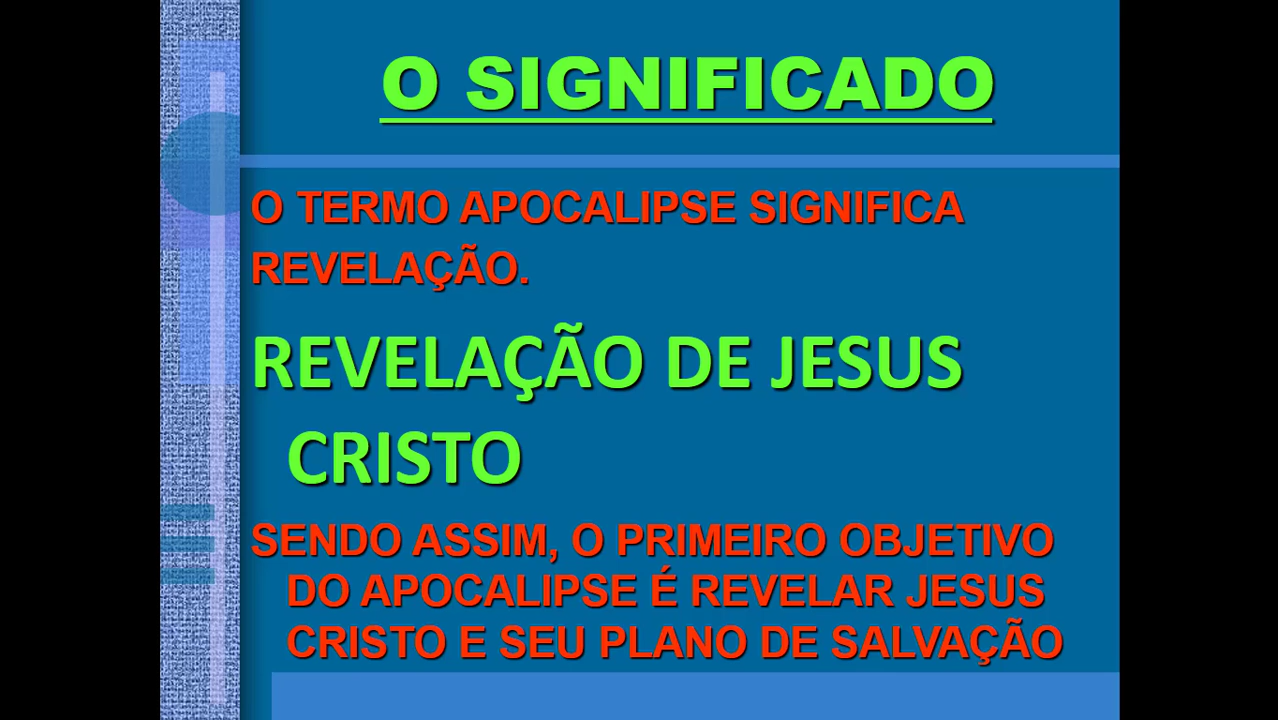 O SIGNIFICADO
O TERMO APOCALIPSE SIGNIFICA
REVELAÇÃO.
REVELAÇÃO DE JESUS
CRISTO
SENDO ASSIM, O PRIMEIRO OBJETIVO
DO APOCALIPSE É REVELAR JESUS
CRISTO E SEU PLANO DE SALVAÇÃO